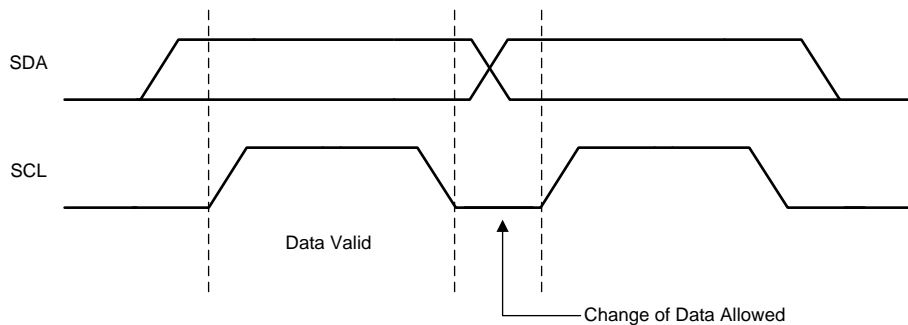 SDA
SCL
Data Valid
Change of Data Allowed